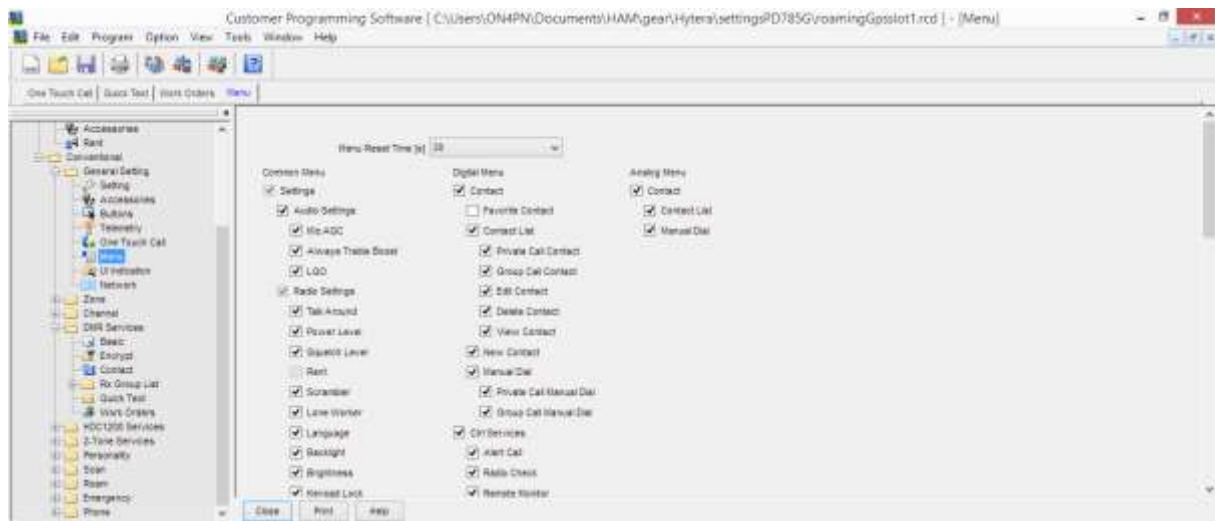 Customer Programming Software [ C:\Users\ON4PN\Documents\HAM\gear\Hytera\settingsPD785G\roamingGpsslot1.rcd ] - [Menu]
File Edit Program Option View Tools Window Help
One Touch Call Quick Text Work Orders Menu
Accessories
Rent
Conventional
General Setting
Setting
Accessories
Buttons
Telemetry
One Touch Call
Menu
UI Indication
Network
Zone
Channel
DMR Services
Basic
Encrypt
Contact
Rx Group List
Quick Text
Work Orders
HDC1200 Services
2-Tone Services
Personality
Scan
Roam
Emergency
Phone
Menu Reset Time [s]
Common Menu
Settings
Audio Settings
Mic AGC
Always Treble Boost
LGO
Radio Settings
Talk Around
Power Level
Squelch Level
Rent
Scrambler
Lone Worker
Language
Backlight
Brightness
Keypad Lock
Digital Menu
Contact
Favorite Contact
Contact List
Private Call Contact
Group Call Contact
Edit Contact
Delete Contact
View Contact
New Contact
Manual Dial
Private Call Manual Dial
Group Call Manual Dial
Ctrl Services
Alert Call
Radio Check
Remote Monitor
Analog Menu
Contact
Contact List
Manual Dial
Close Print Help